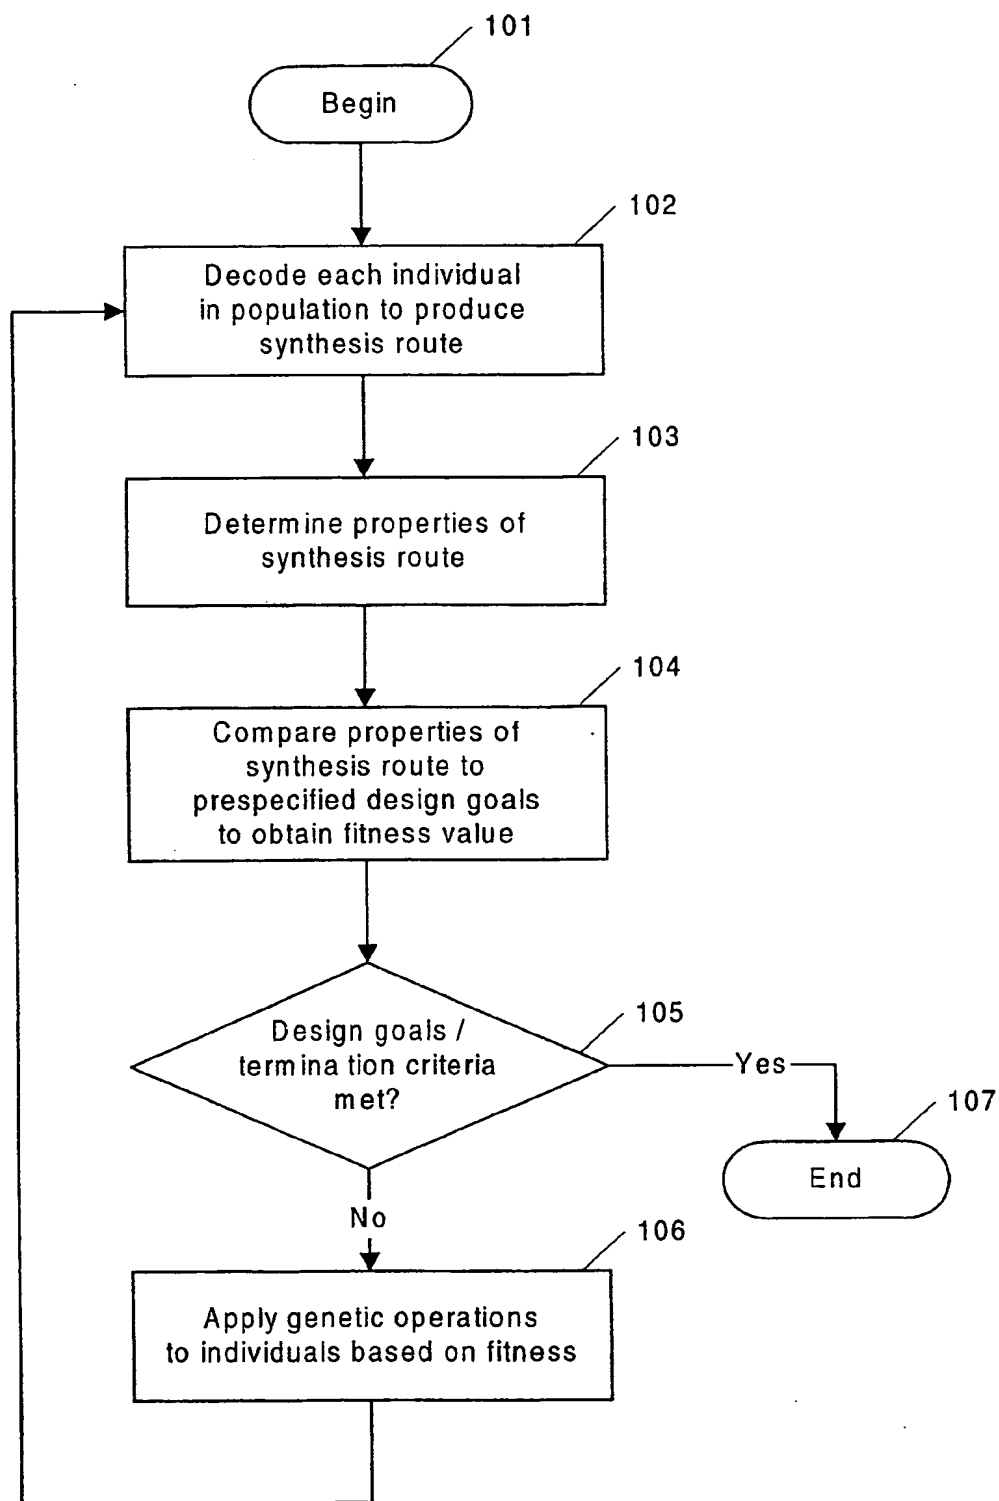 101
Begin
102
Decode each individual
in population to produce
synthesis route
103
Determine properties of
synthesis route
104
Compare properties of
synthesis route to
prespecified design goals
to obtain fitness value
105
Design goals /
termination criteria
met?
Yes
107
End
No
106
Apply genetic operations
to individuals based on fitness